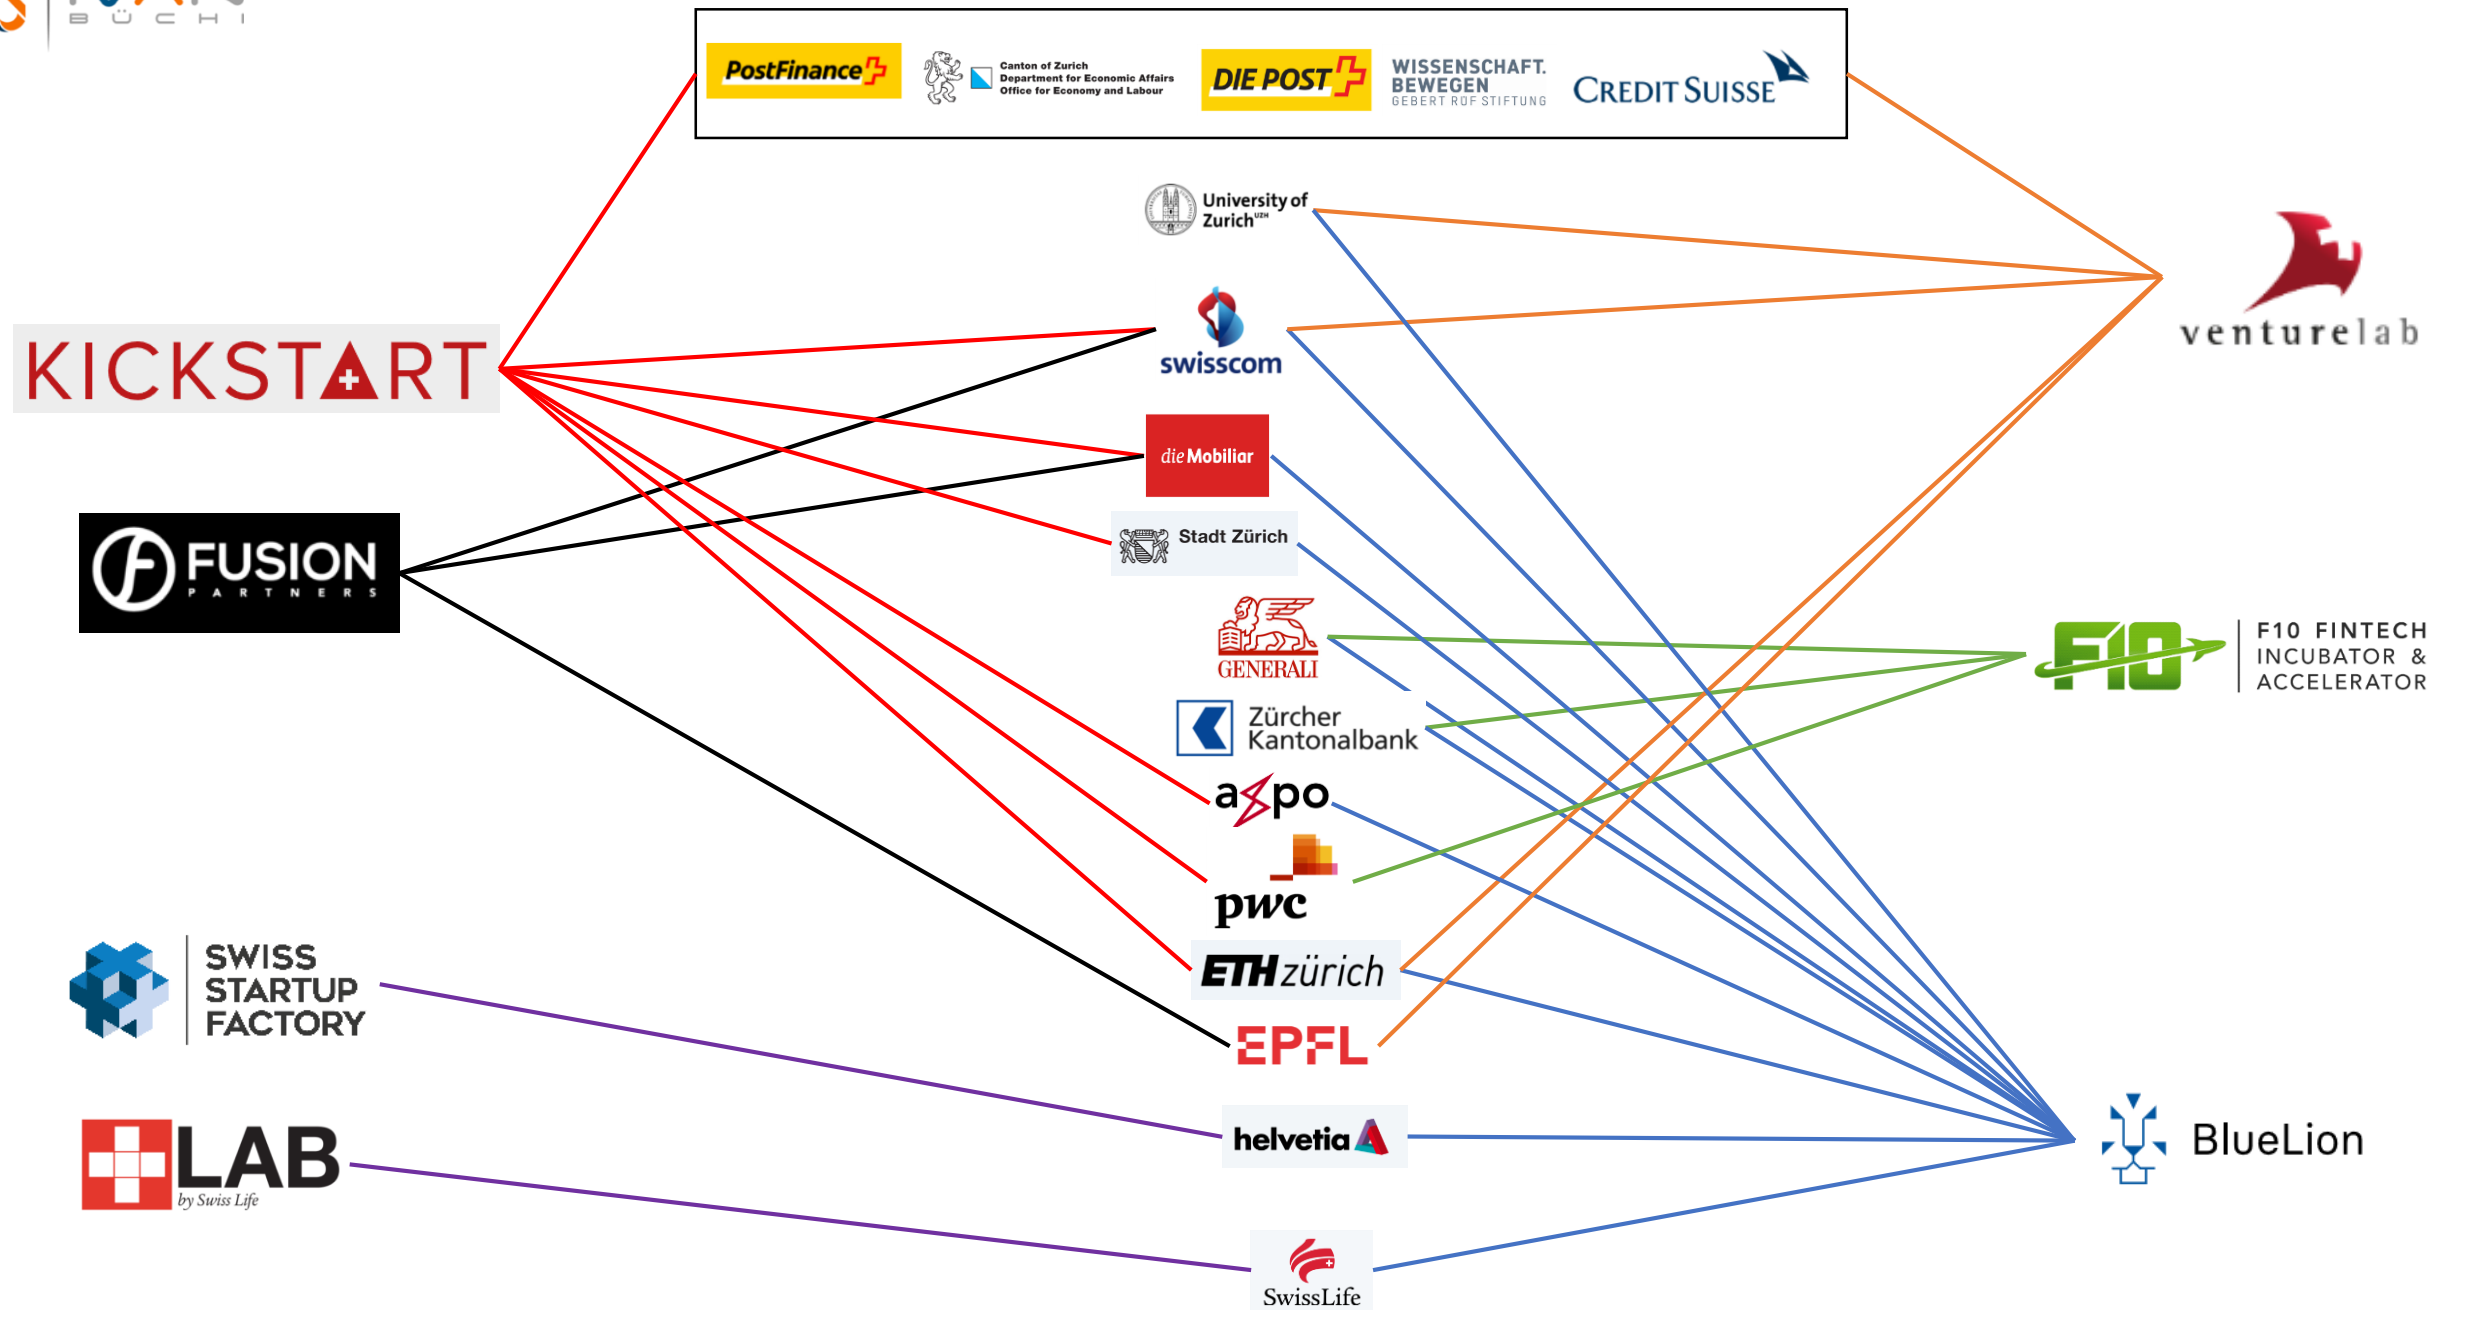 BÜCHI
PostFinance
Canton of Zurich
Department for Economic Affairs
Office for Economy and Labour
DIE POST
WISSENSCHAFT.
BEWEGEN
GEBERT RÜF STIFTUNG
CREDIT SUISSE
University of
Zurich UZH
swisscom
KICKSTART
venturelab
die Mobiliar
Stadt Zürich
FUSION
PARTNERS
GENERALI
F10
F10 FINTECH
INCUBATOR &
ACCELERATOR
Zürcher
Kantonalbank
axpo
pwc
SWISS
STARTUP
FACTORY
ETH zürich
EPFL
LAB
by Swiss Life
helvetia
BlueLion
SwissLife